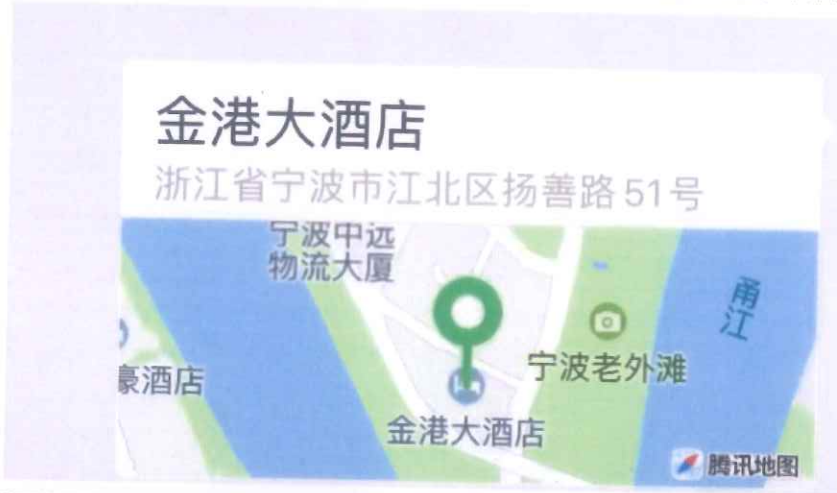 金港大酒店
浙江省宁波市江北区扬善路51号
宁波中远
物流大厦
甬江
宁波老外滩
豪酒店
金港大酒店
腾讯地图